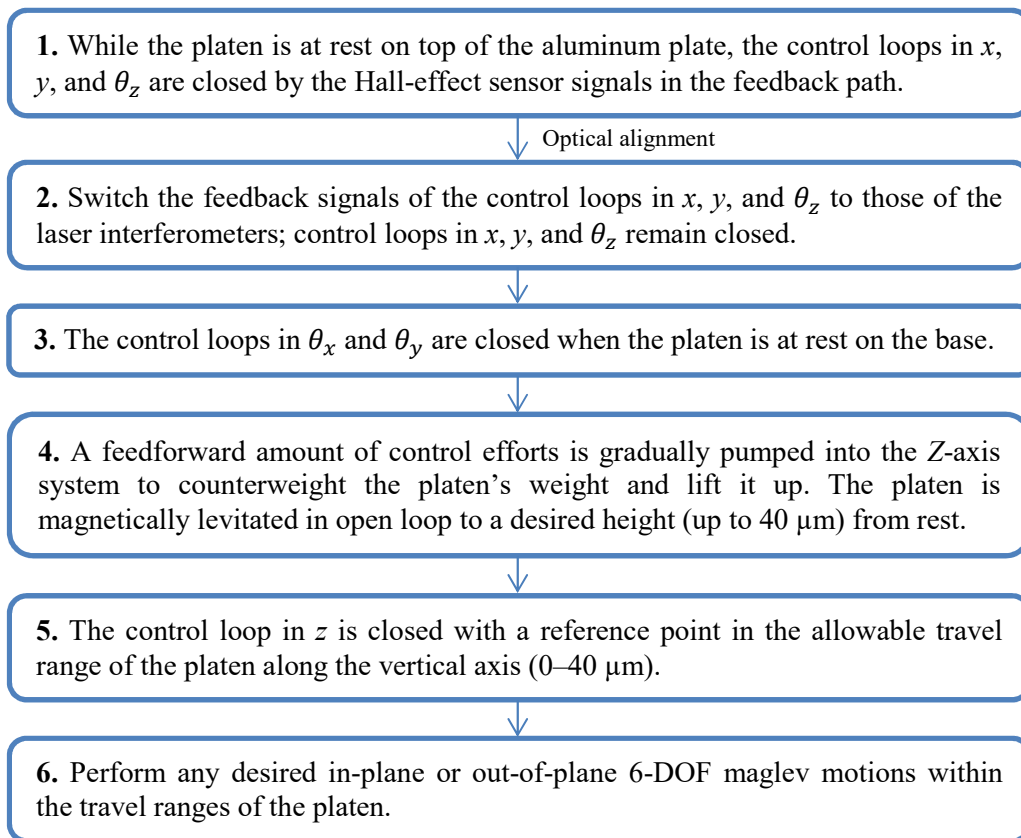 1. While the platen is at rest on top of the aluminum plate, the control loops in x,
y, and θz are closed by the Hall-effect sensor signals in the feedback path.
Optical alignment
2. Switch the feedback signals of the control loops in x, y, and θz to those of the
laser interferometers; control loops in x, y, and θz remain closed.
3. The control loops in θx and θy are closed when the platen is at rest on the base.
4. A feedforward amount of control efforts is gradually pumped into the Z-axis
system to counterweight the platen’s weight and lift it up. The platen is
magnetically levitated in open loop to a desired height (up to 40 µm) from rest.
5. The control loop in z is closed with a reference point in the allowable travel
range of the platen along the vertical axis (0–40 µm).
6. Perform any desired in-plane or out-of-plane 6-DOF maglev motions within
the travel ranges of the platen.